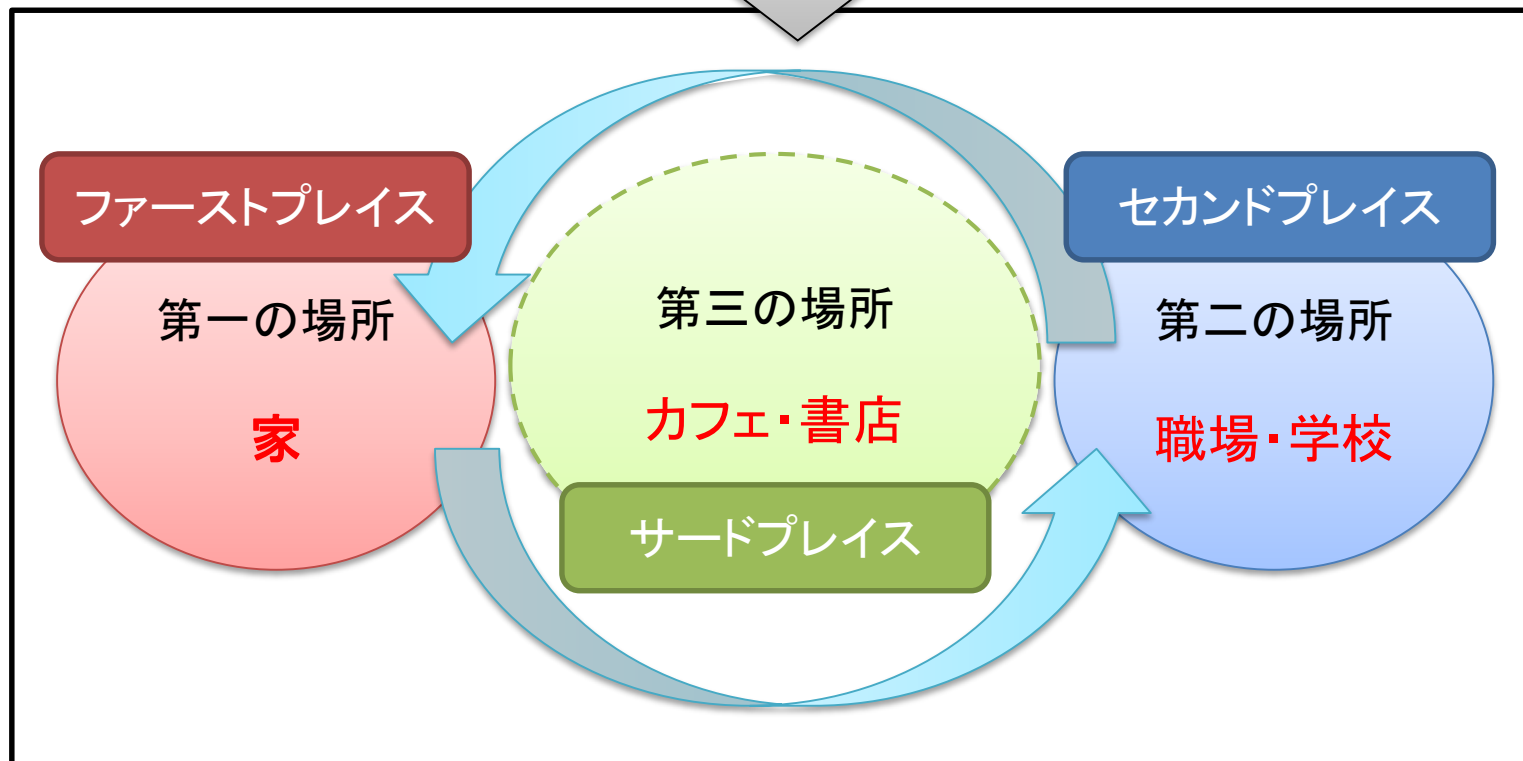 ファーストプレイス
第一の場所
家
第三の場所
カフェ・書店
サードプレイス
セカンドプレイス
第二の場所
職場・学校